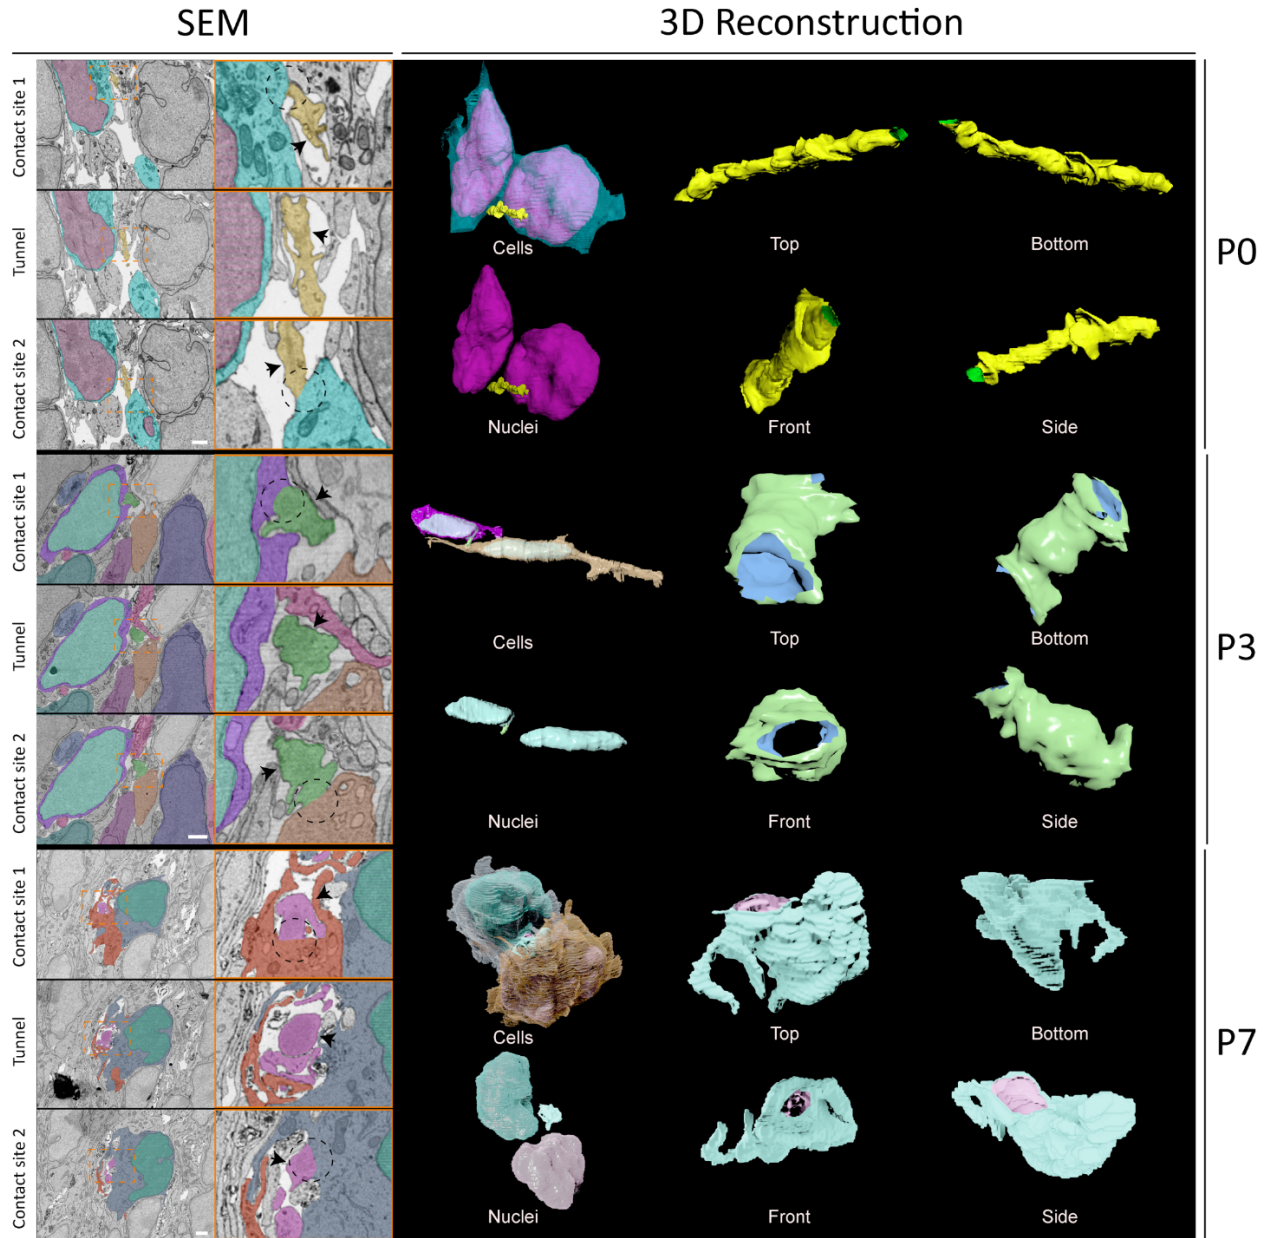 SEM
3D Reconstruction
Contact site 1
Tunnel
Contact site 2
Cells
Top
Bottom
Nuclei
Front
Side
P0
Contact site 1
Tunnel
Contact site 2
Cells
Top
Bottom
Nuclei
Front
Side
P3
Contact site 1
Tunnel
Contact site 2
Cells
Top
Bottom
Nuclei
Front
Side
P7